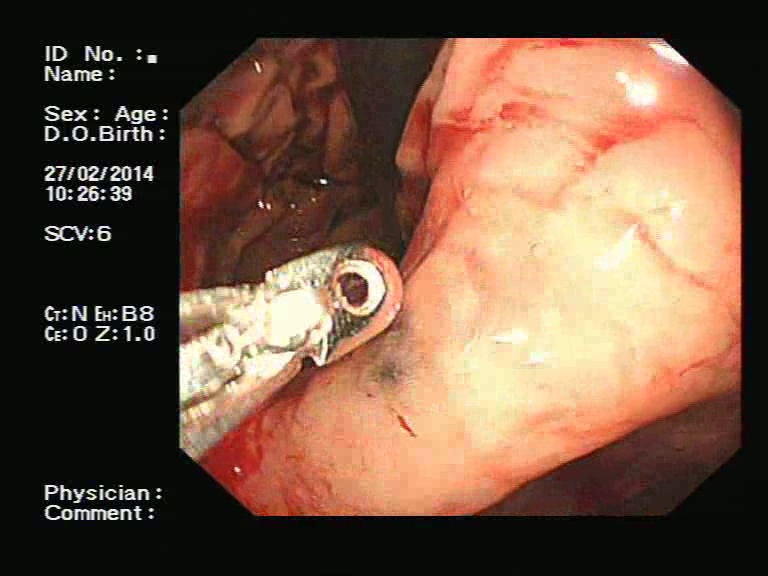 ID No. :
Name:
Sex: Age:
D.O.Birth:
27/02/2014
10:26:39
SCV:6
CT:N EH:B8
CE:0 Z:1.0
Physician:
Comment: